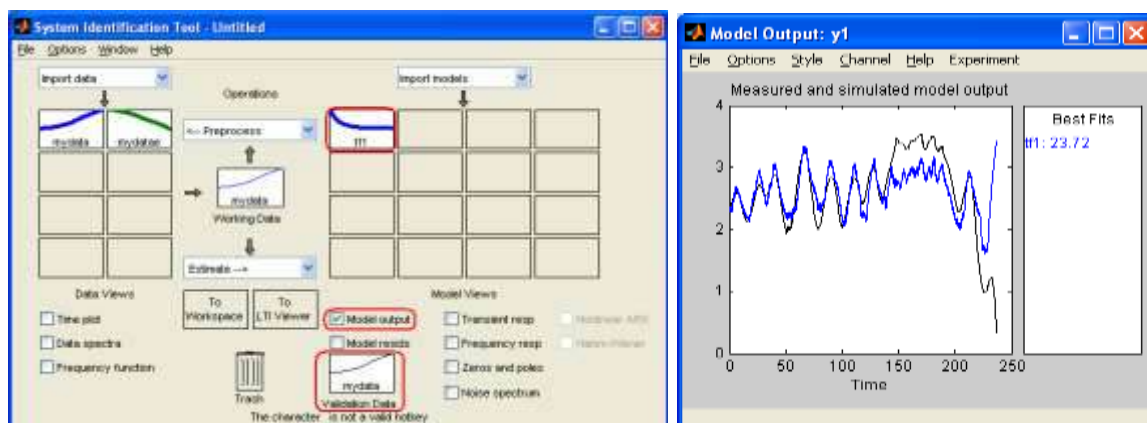 System Identification Tool - Untitled
File Options Window Help
Import data
Import models
Operations
mydata
mydatae
<-- Preprocess
tf1
mydata
Working Data
Estimate -->
Data Views
Model Views
To Workspace
To LTI Viewer
Time plot
Model output
Transient resp
Nonlinear ARX
Data spectra
Model resids
Frequency resp
Hamm-Wiener
Frequency function
Zeros and poles
Noise spectrum
Trash
mydata
Validation Data
The character is not a valid hotkey
Model Output: y1
File Options Style Channel Help Experiment
Measured and simulated model output
4
3
2
1
0
0 50 100 150 200 250
Time
Best Fits
tf1: 23.72